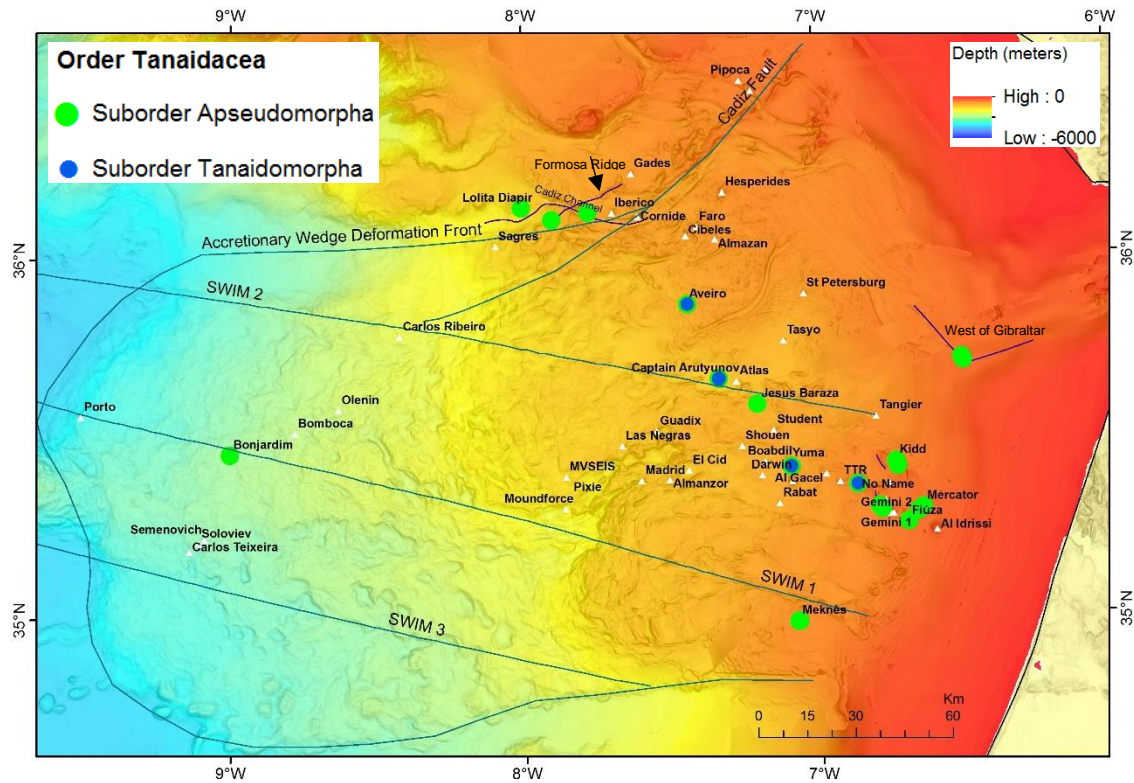 9°W
8°W
7°W
6°W
Order Tanaidacea
Suborder Apseudomorpha
Suborder Tanaidomorpha
Depth (meters)
High : 0
Low : -6000
Pipoca
Cadiz Fault
Formosa Ridge
Gades
Hesperides
Lolita Diapir
Cadiz Channel
Iberico
Cornide
Faro
Cibeles
Almazan
Accretionary Wedge Deformation Front
Sagres
36°N
36°N
SWIM 2
Aveiro
St Petersburg
West of Gibraltar
Carlos Ribeiro
Tasyo
Captain Arutyunov
Atlas
Jesus Baraza
Porto
Olenin
Bomboca
Bonjardim
Tangier
Guadix
Student
Las Negras
Shouen
Boabdil
Yuma
Kidd
El Cid
Darwin
MVSEIS
Madrid
Al Gacel
TTR
Pixie
Almanzor
No Name
Moundforce
Rabat
Mercator
Gemini 2
Fiúza
Gemini 1
Al Idrissi
Semenovich
Soloviev
Carlos Teixeira
SWIM 1
Meknès
35°N
35°N
SWIM 3
Km
0 15 30 60
9°W
8°W
7°W